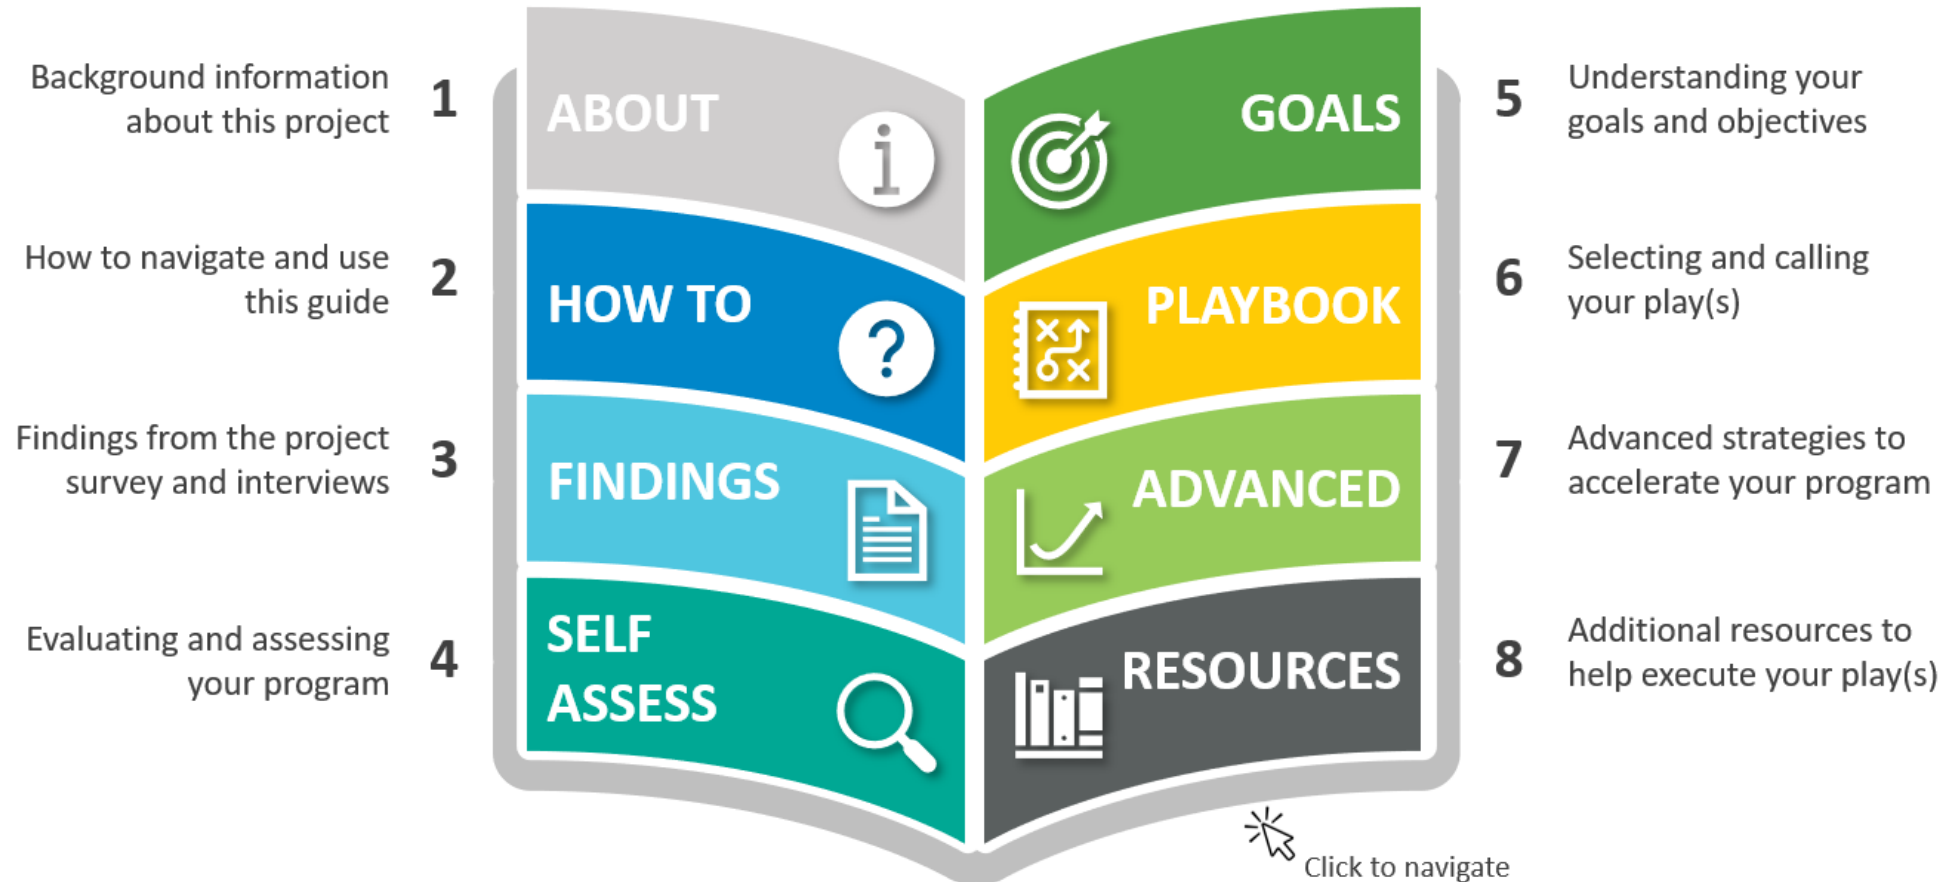 Background information
about this project
1
ABOUT
How to navigate and use
this guide
2
HOW TO
?
Findings from the project
survey and interviews
3
FINDINGS
Evaluating and assessing
your program
4
SELF
ASSESS
GOALS
5
Understanding your
goals and objectives
PLAYBOOK
6
Selecting and calling
your play(s)
ADVANCED
7
Advanced strategies to
accelerate your program
RESOURCES
8
Additional resources to
help execute your play(s)
Click to navigate